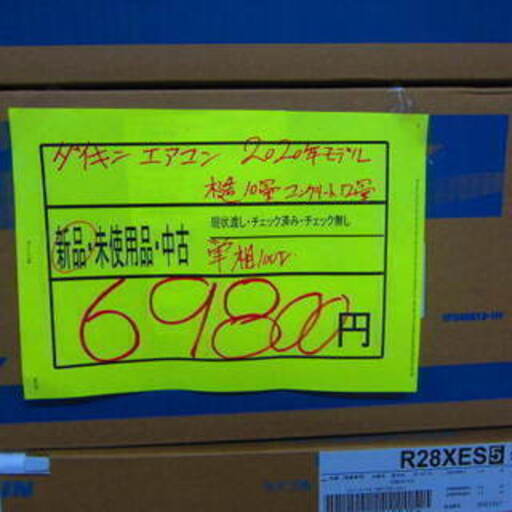 ダイキン エアコン 2020年モデル
木造10畳 コンクリート12畳
新品・未使用品・中古
現状渡し・チェック済み・チェック無し
単相100V
69800円
R28XES5